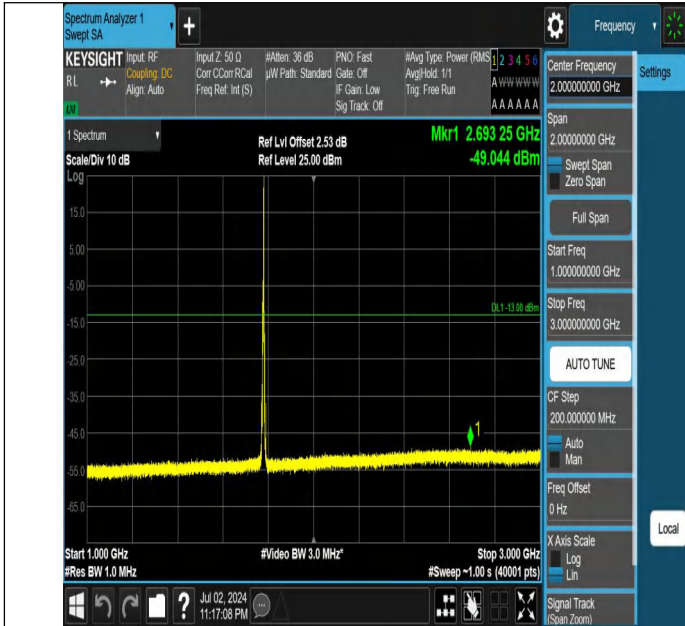 Spectrum Analyzer 1
Swept SA
+
Frequency
KEYSIGHT
RL
Input: RF
Coupling: DC
Align: Auto
Input Z: 50 Ω
Corr CCorr RCal
Freq Ref: Int (S)
#Atten: 36 dB
µW Path: Standard
PNO: Fast
Gate: Off
IF Gain: Low
Sig Track: Off
#Avg Type: Power (RMS
Avg|Hold: 1/1
Trig: Free Run
1 2 3 4 5 6
A W W W W W
A A A A A A
1 Spectrum
Scale/Div 10 dB
Ref Lvl Offset 2.53 dB
Ref Level 25.00 dBm
Mkr1 2.693 25 GHz
-49.044 dBm
Log
15.0
5.00
-5.00
DL1 -13.00 dBm
-15.0
-25.0
-35.0
-45.0
1
-55.0
-65.0
Start 1.000 GHz
#Res BW 1.0 MHz
#Video BW 3.0 MHz*
Stop 3.000 GHz
#Sweep ~1.00 s (40001 pts)
Center Frequency
2.000000000 GHz
Settings
Span
2.00000000 GHz
Swept Span
Zero Span
Full Span
Start Freq
1.000000000 GHz
Stop Freq
3.000000000 GHz
AUTO TUNE
CF Step
200.000000 MHz
Auto
Man
Freq Offset
0 Hz
X Axis Scale
Log
Lin
Local
Signal Track
(Span Zoom)
?
Jul 02, 2024
11:17:08 PM